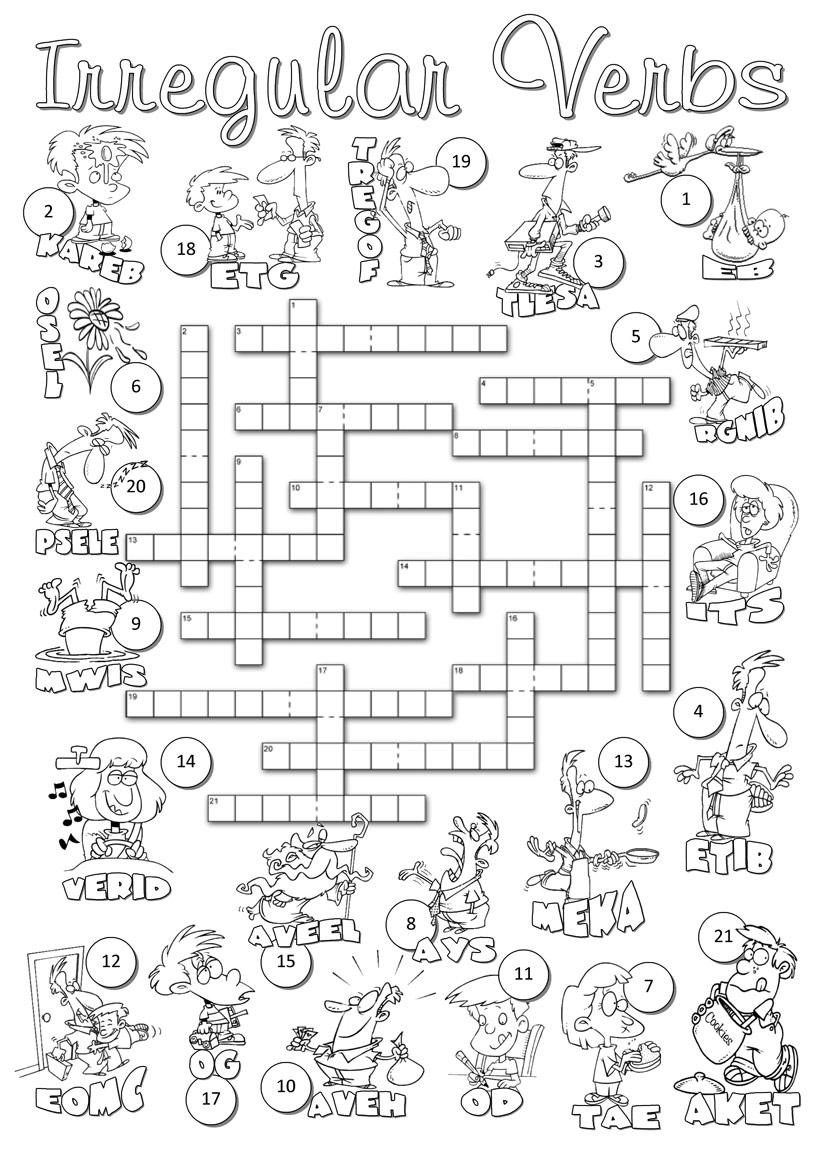 Irregular Verbs
2
KAREB
18
ETG
TREGOF
19
TLESA
3
1
EB
OSEL
6
5
RGNIB
20
PSELE
9
MWIS
16
ITS
4
ETIB
14
VERID
AVEEL
15
8
AYS
13
MEKA
12
EOMC
OG
17
10
AVEH
11
OD
7
TAE
21
Cookies
AKET
zzzzzz
1
2
3
4
5
6
7
8
9
10
11
12
13
14
15
16
17
18
19
20
21